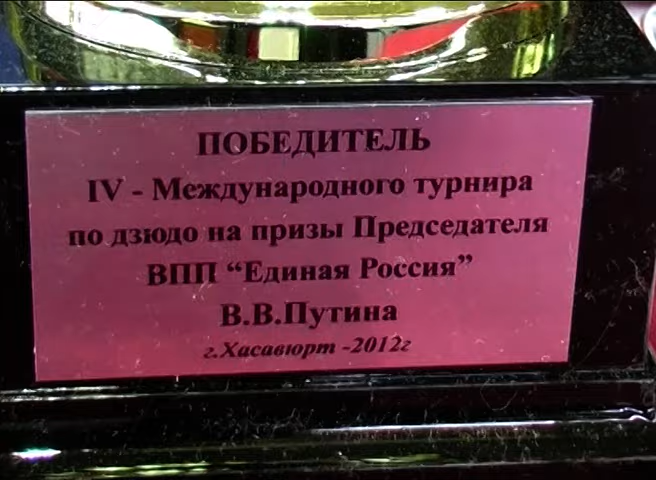 ПОБЕДИТЕЛЬ
IV - Международного турнира
по дзюдо на призы Председателя
ВПП “Единая Россия”
В.В.Путина
г.Хасавюрт -2012г